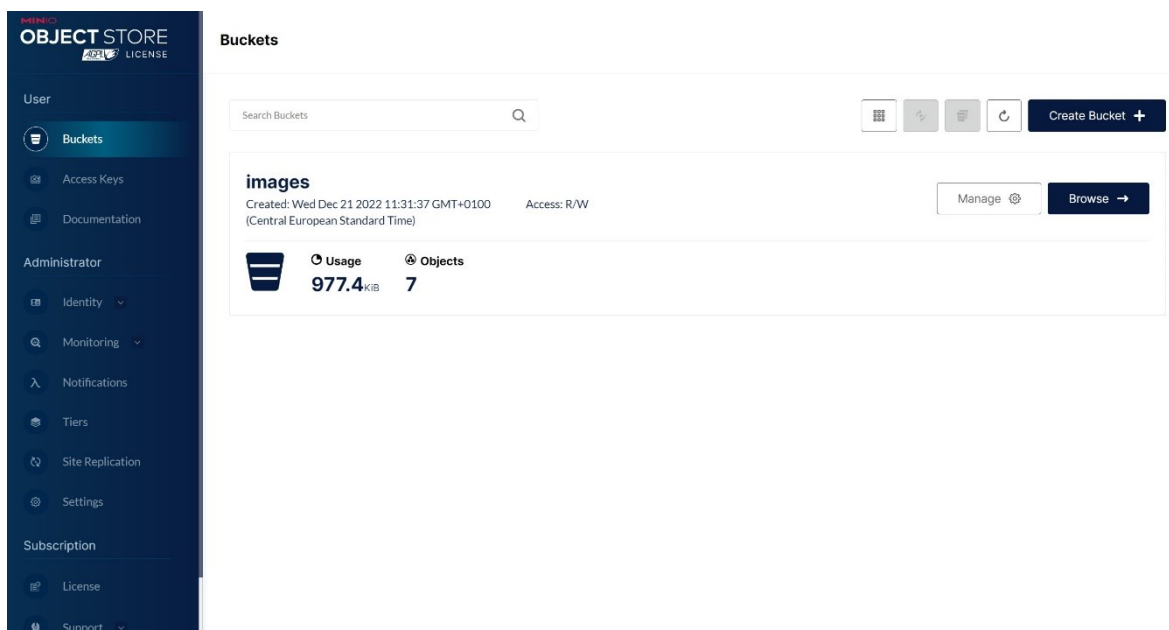 MINIO
OBJECT STORE
AGPL V3 LICENSE
User
Buckets
Access Keys
Documentation
Administrator
Identity
Monitoring
Notifications
Tiers
Site Replication
Settings
Subscription
License
Support
Buckets
Search Buckets
Create Bucket +
images
Created: Wed Dec 21 2022 11:31:37 GMT+0100 Access: R/W
(Central European Standard Time)
Manage
Browse →
Usage Objects
977.4KiB 7